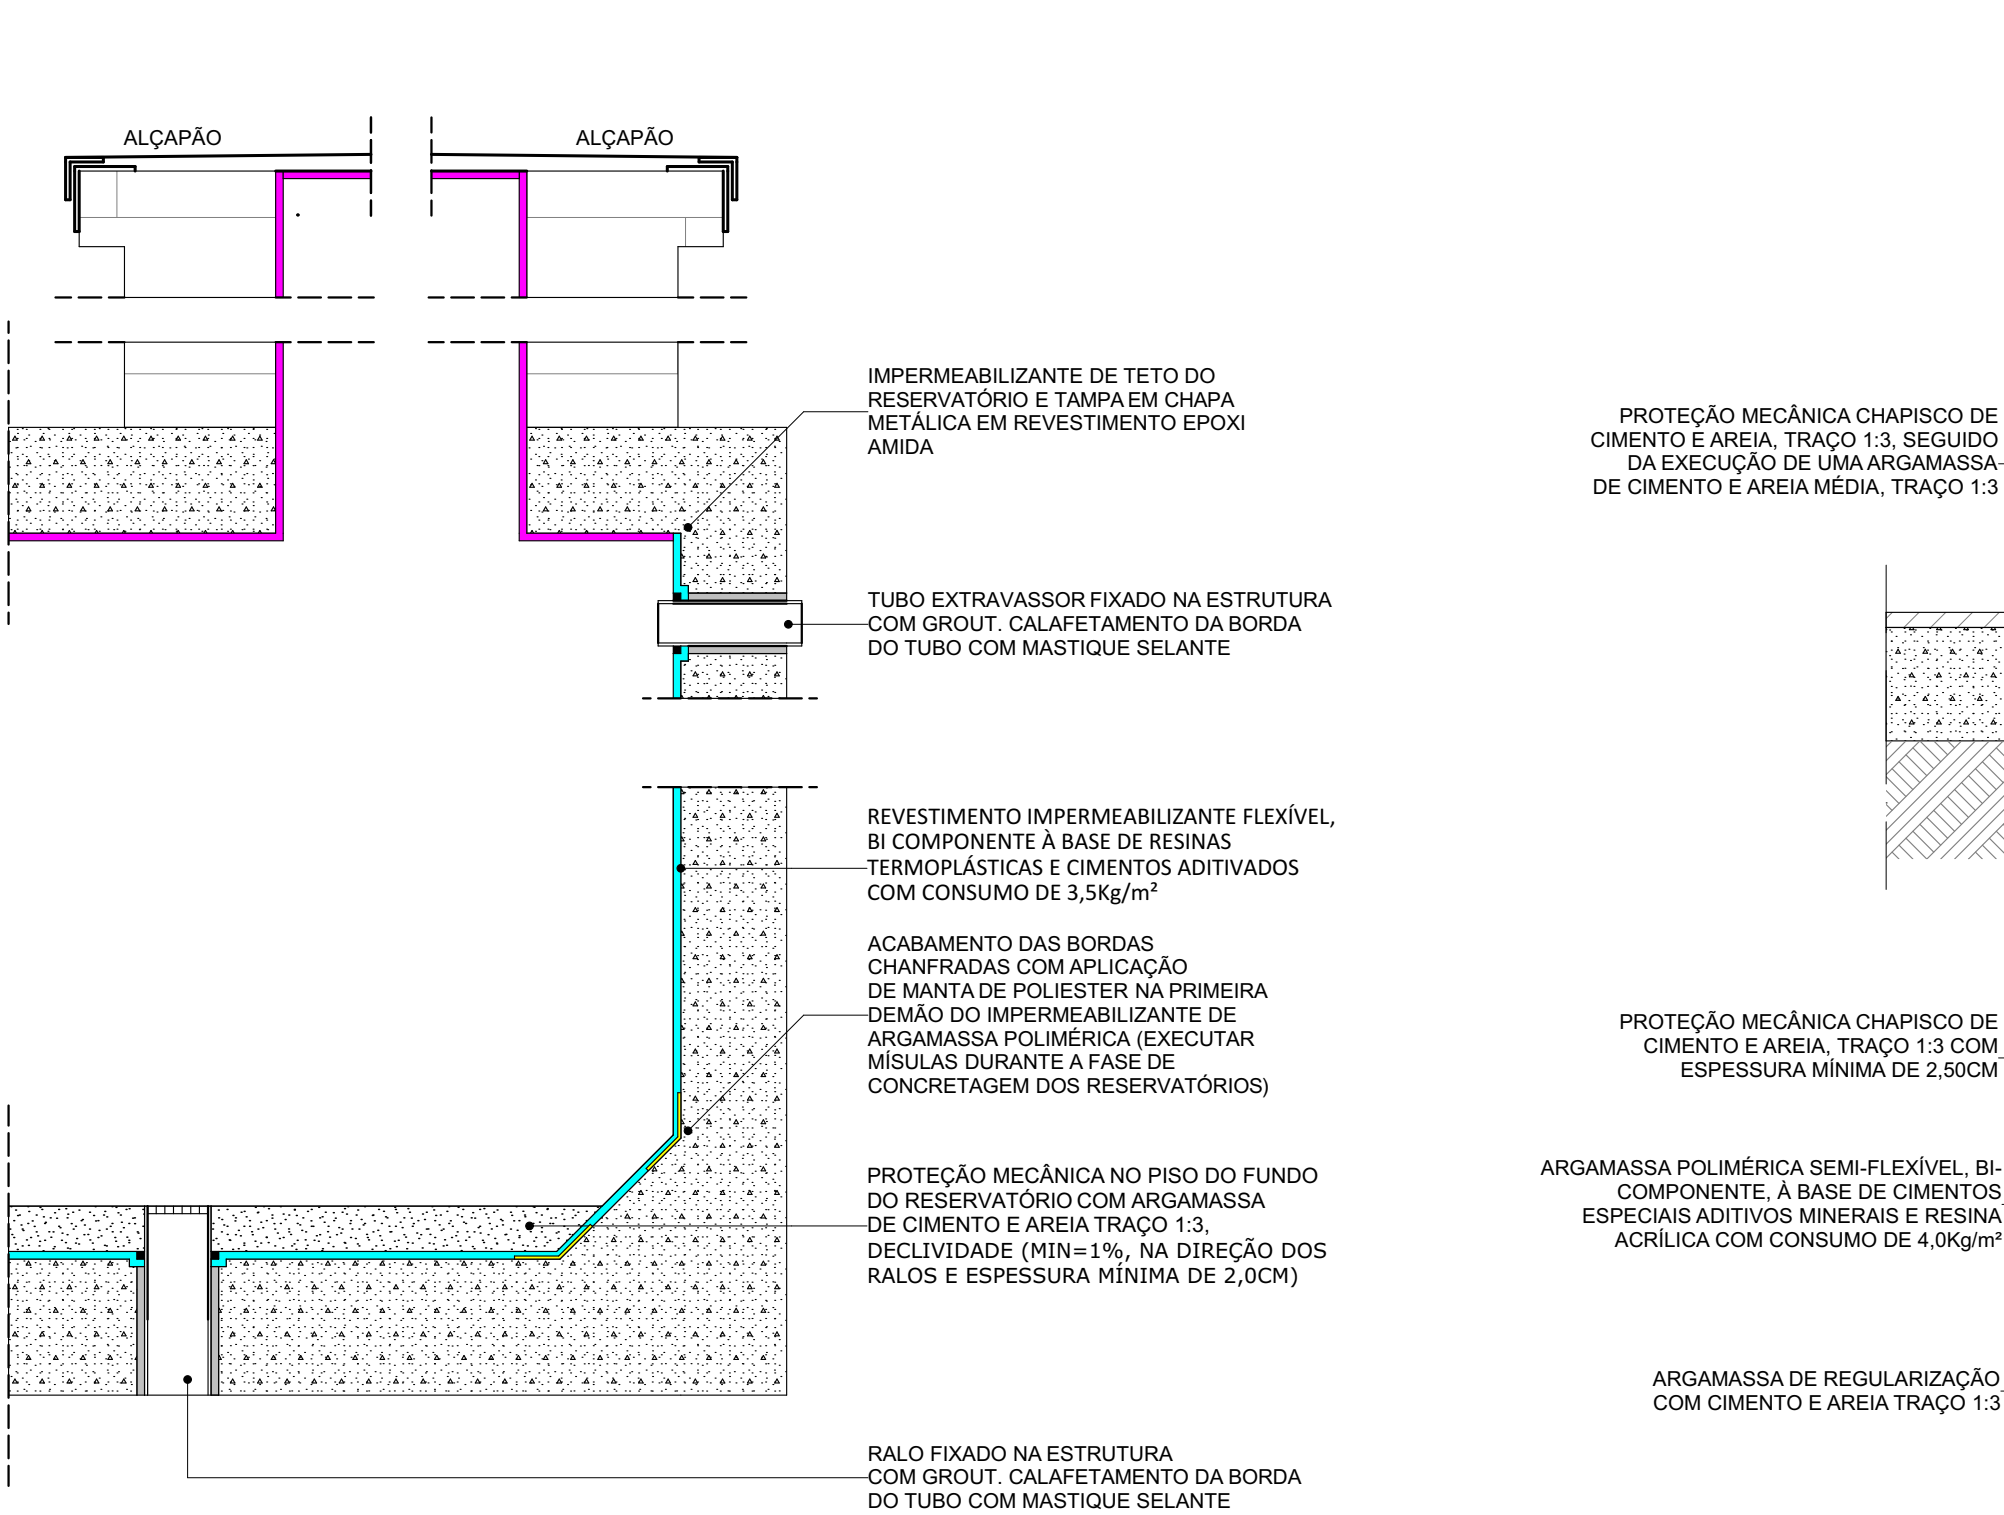 ALÇAPÃO
ALÇAPÃO
IMPERMEABILIZANTE DE TETO DO
RESERVATÓRIO E TAMPA EM CHAPA
METÁLICA EM REVESTIMENTO EPOXI
AMIDA
TUBO EXTRAVASSOR FIXADO NA ESTRUTURA
COM GROUT. CALAFETAMENTO DA BORDA
DO TUBO COM MASTIQUE SELANTE
REVESTIMENTO IMPERMEABILIZANTE FLEXÍVEL,
BI COMPONENTE À BASE DE RESINAS
TERMOPLÁSTICAS E CIMENTOS ADITIVADOS
COM CONSUMO DE 3,5Kg/m²
ACABAMENTO DAS BORDAS
CHANFRADAS COM APLICAÇÃO
DE MANTA DE POLIESTER NA PRIMEIRA
DEMÃO DO IMPERMEABILIZANTE DE
ARGAMASSA POLIMÉRICA (EXECUTAR
MÍSULAS DURANTE A FASE DE
CONCRETAGEM DOS RESERVATÓRIOS)
PROTEÇÃO MECÂNICA NO PISO DO FUNDO
DO RESERVATÓRIO COM ARGAMASSA
DE CIMENTO E AREIA TRAÇO 1:3,
DECLIVIDADE (MIN=1%, NA DIREÇÃO DOS
RALOS E ESPESSURA MÍNIMA DE 2,0CM)
RALO FIXADO NA ESTRUTURA
COM GROUT. CALAFETAMENTO DA BORDA
DO TUBO COM MASTIQUE SELANTE
PROTEÇÃO MECÂNICA CHAPISCO DE
CIMENTO E AREIA, TRAÇO 1:3, SEGUIDO
DA EXECUÇÃO DE UMA ARGAMASSA
DE CIMENTO E AREIA MÉDIA, TRAÇO 1:3
PROTEÇÃO MECÂNICA CHAPISCO DE
CIMENTO E AREIA, TRAÇO 1:3 COM
ESPESSURA MÍNIMA DE 2,50CM
ARGAMASSA POLIMÉRICA SEMI-FLEXÍVEL, BI-
COMPONENTE, À BASE DE CIMENTOS
ESPECIAIS ADITIVOS MINERAIS E RESINA
ACRÍLICA COM CONSUMO DE 4,0Kg/m²
ARGAMASSA DE REGULARIZAÇÃO
COM CIMENTO E AREIA TRAÇO 1:3